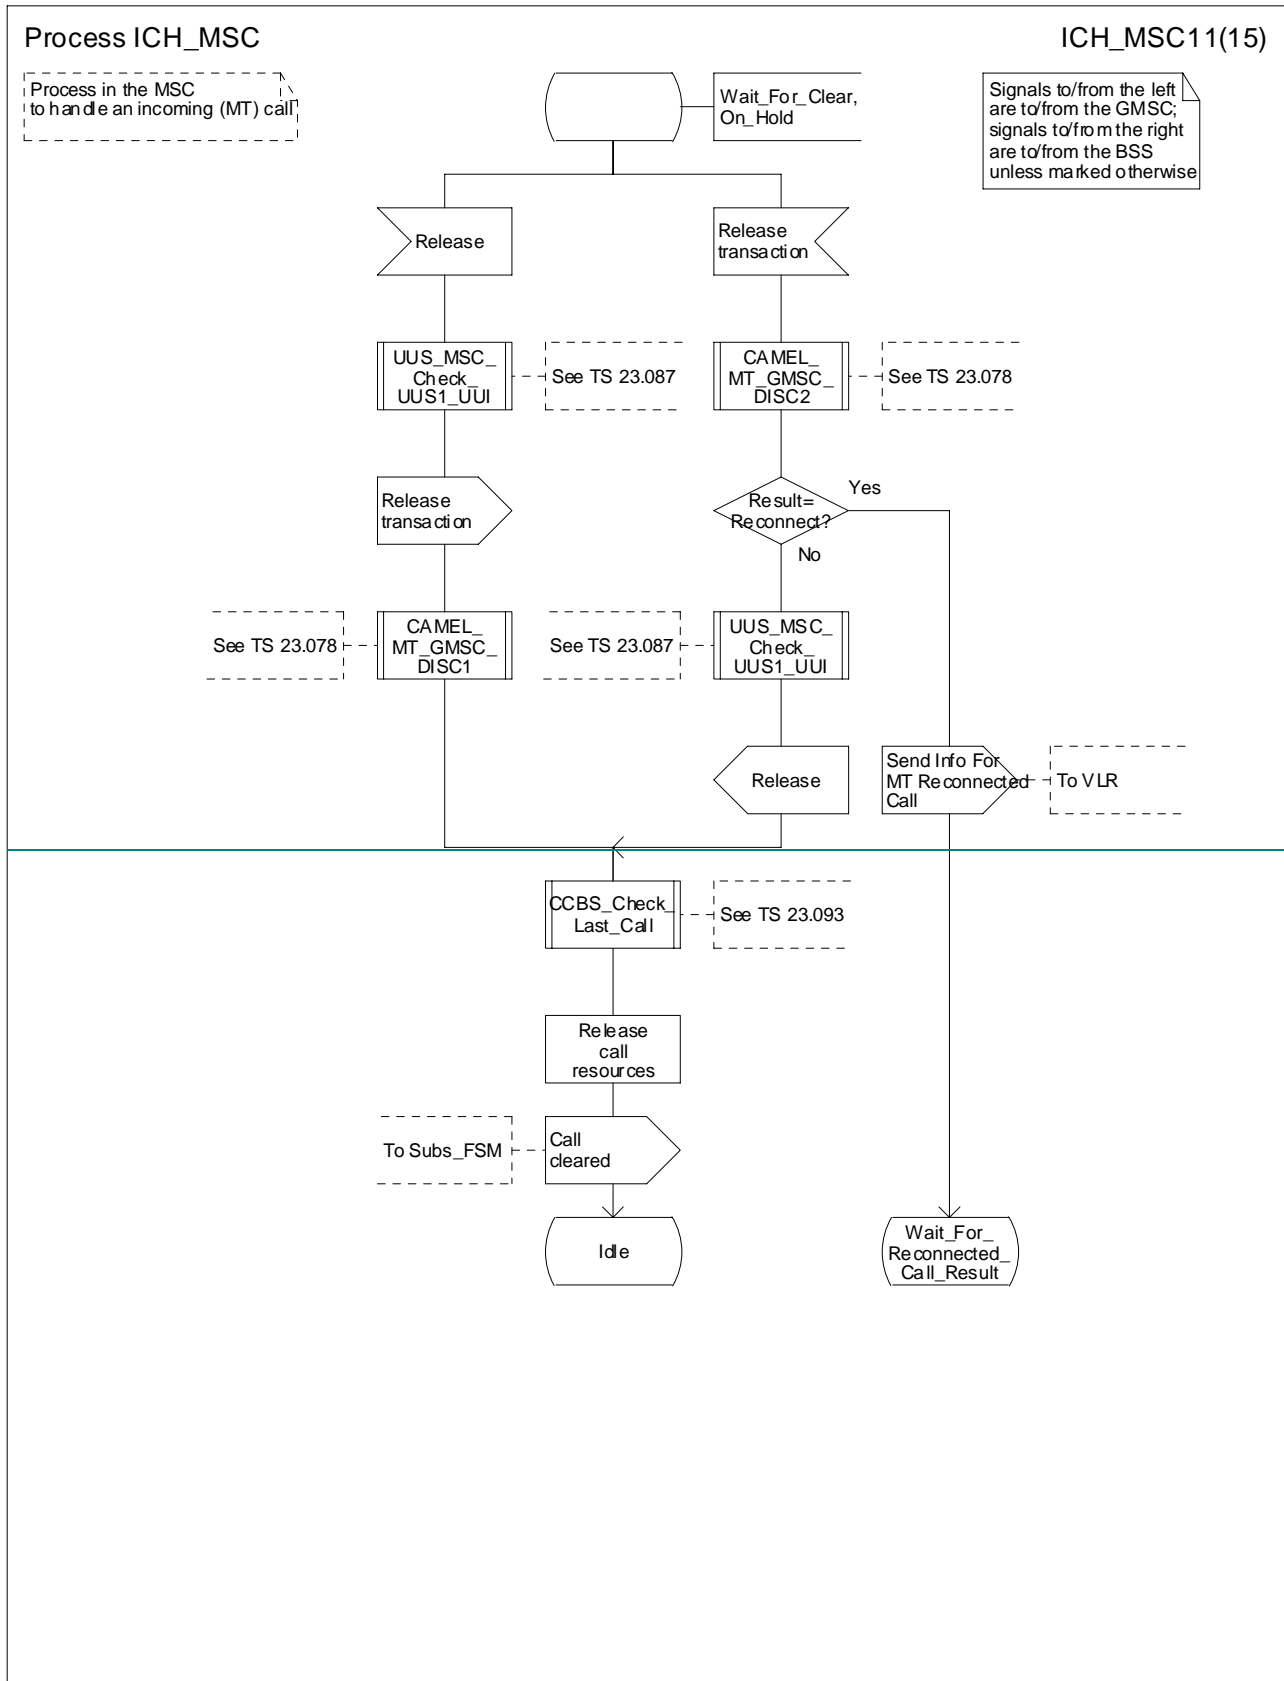 Process ICH_MSC
ICH_MSC11(15)
Process in the MSC
to handle an incoming (MT) call
Wait_For_Clear,
On_Hold
Signals to/from the left
are to/from the GMSC;
signals to/from the right
are to/from the BSS
unless marked otherwise
Release
Release
transaction
UUS_MSC_
Check_
UUS1_UUI
See TS 23.087
CAMEL_
MT_GMSC_
DISC2
See TS 23.078
Release
transaction
Result=
Reconnect?
Yes
No
See TS 23.078
CAMEL_
MT_GMSC_
DISC1
See TS 23.087
UUS_MSC_
Check_
UUS1_UUI
Release
Send Info For
MT Reconnected
Call
To VLR
CCBS_Check_
Last_Call
See TS 23.093
Release
call
resources
To Subs_FSM
Call
cleared
Idle
Wait_For_
Reconnected_
Call_Result